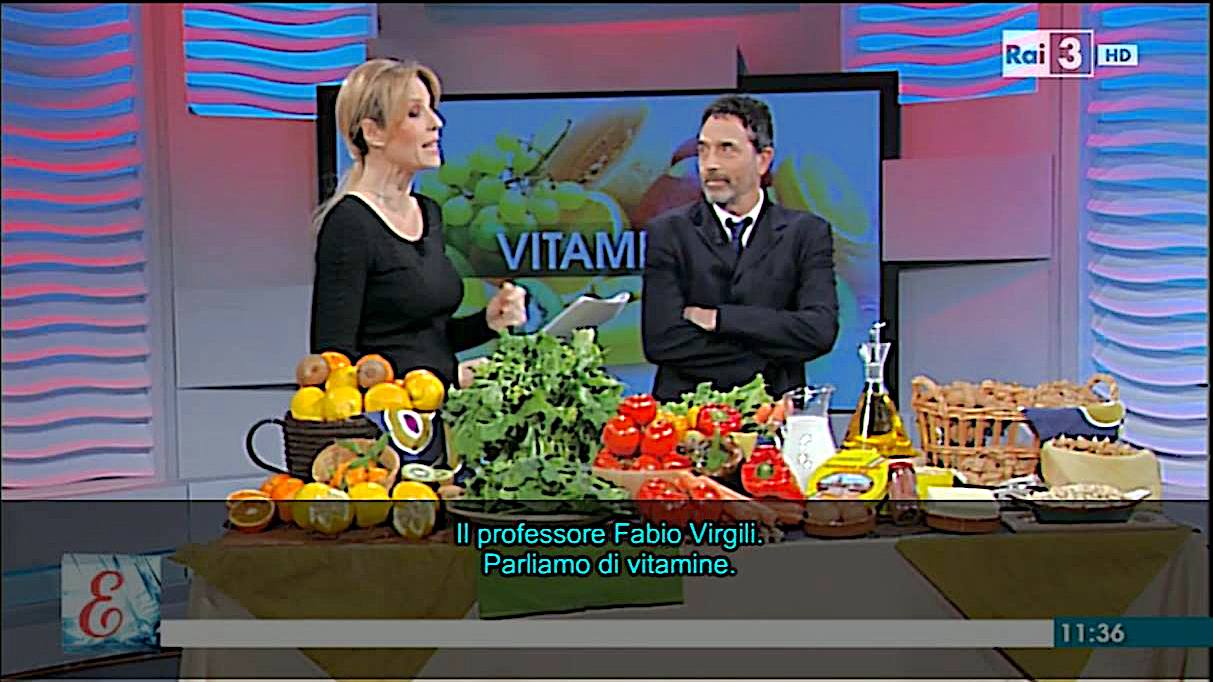 Rai 3 HD
VITAMI
Il professore Fabio Virgili.
Parliamo di vitamine.
E
11:36